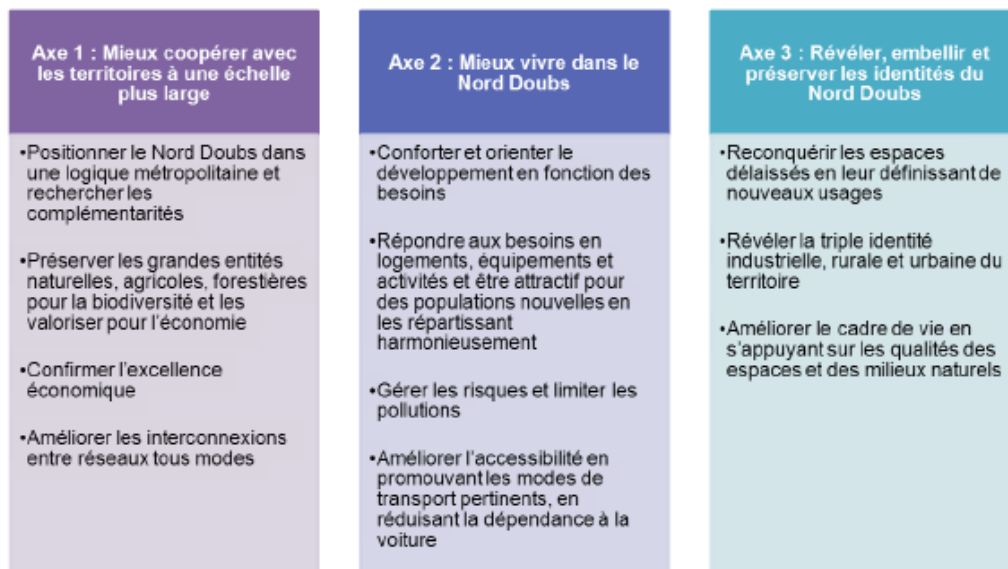 Axe 1 : Mieux coopérer avec
les territoires à une échelle
plus large
•Positionner le Nord Doubs dans
une logique métropolitaine et
rechercher les
complémentarités
•Préserver les grandes entités
naturelles, agricoles, forestières
pour la biodiversité et les
valoriser pour l'économie
•Confirmer l'excellence
économique
•Améliorer les interconnexions
entre réseaux tous modes
Axe 2 : Mieux vivre dans le
Nord Doubs
•Conforter et orienter le
développement en fonction des
besoins
•Répondre aux besoins en
logements, équipements et
activités et être attractif pour
des populations nouvelles en
les répartissant
harmonieusement
•Gérer les risques et limiter les
pollutions
•Améliorer l'accessibilité en
promouvant les modes de
transport pertinents, en
réduisant la dépendance à la
voiture
Axe 3 : Révéler, embellir et
préserver les identités du
Nord Doubs
•Reconquérir les espaces
délaissés en leur définissant de
nouveaux usages
•Révéler la triple identité
industrielle, rurale et urbaine du
territoire
•Améliorer le cadre de vie en
s'appuyant sur les qualités des
espaces et des milieux naturels